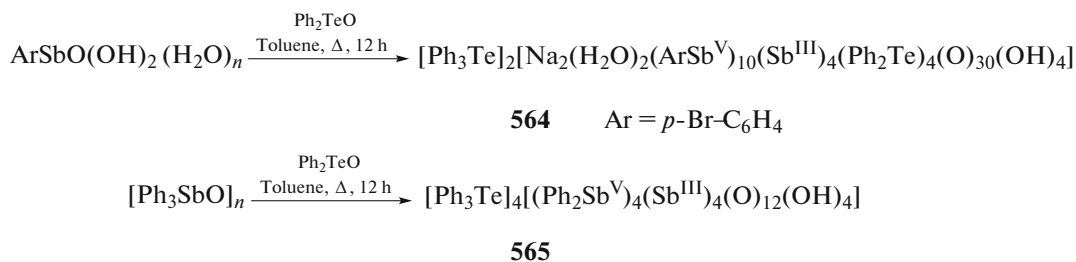 Ph₂TeO
ArSbO(OH)₂(H₂O)ₙ Toluene, Δ, 12 h [Ph₃Te]₂[Na₂(H₂O)₂(ArSbⱽ)₁₀(Sbᴵᴵᴵ)₄(Ph₂Te)₄(O)₃₀(OH)₄]
564 Ar = p-Br–C₆H₄
Ph₂TeO
[Ph₃SbO]ₙ Toluene, Δ, 12 h [Ph₃Te]₄[(Ph₂Sbⱽ)₄(Sbᴵᴵᴵ)₄(O)₁₂(OH)₄]
565